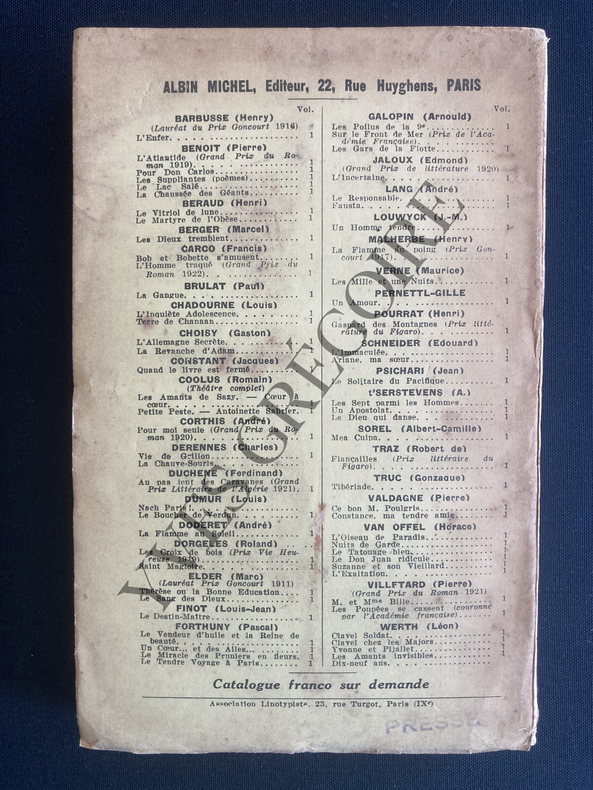 ALBIN MICHEL, Editeur, 22, Rue Huyghens, PARIS
Vol.
BARBUSSE (Henry)
(Lauréat du Prix Goncourt 1916)
L'Enfer. 1
BENOIT (Pierre)
L'Atlantide (Grand Prix du Ro-
man 1919). 1
Pour Don Carlos. 1
Les Suppliantes (poèmes). 1
Le Lac Salé. 1
La Chaussée des Géants. 1
BERAUD (Henri)
Le Vitriol de lune. 1
Le Martyre de l'Obèse. 1
BERGER (Marcel)
Les Dieux tremblent. 1
CARCO (Francis)
Bob et Bobette s'amusent. 1
L'Homme traqué (Grand Prix du
Roman 1922). 1
BRULAT (Paul)
La Gangue. 1
CHADOURNE (Louis)
L'Inquiète Adolescence. 1
Terre de Chanaan. 1
CHOISY (Gaston)
L'Allemagne Secrète. 1
La Revanche d'Adam. 1
CONSTANT (Jacques)
Quand le livre est fermé. 1
COOLUS (Romain)
(Théâtre complet)
Les Amants de Sazy. — Cœur à
cœur. 1
Petite Peste. — Antoinette Sabrier. 1
CORTHIS (André)
Pour moi seule (Grand Prix du Ro-
man 1920). 1
DERENNES (Charles)
Vie de Grillon. 1
La Chauve-Souris. 1
DUCHENE (Ferdinand)
Au pas lent des Caravanes (Grand
Prix Littéraire de l'Algérie 1921). 1
DUMUR (Louis)
Nach Paris!. 1
Le Boucher de Verdun. 1
DODERET (André)
La Flamme au Soleil. 1
DORGELES (Roland)
Les Croix de bois (Prix Vie Heu-
reuse 1919). 1
Saint Magloire. 1
ELDER (Marc)
(Lauréat Prix Goncourt 1911)
Thérèse ou la Bonne Education. 1
Le Sang des Dieux. 1
FINOT (Louis-Jean)
Le Destin-Maître. 1
FORTHUNY (Pascal)
Le Vendeur d'huile et la Reine de
beauté. 1
Un Cœur... et des Ailes. 1
Le Miracle des Pruniers en fleurs. 1
Le Tendre Voyage à Paris. 1
Vol.
GALOPIN (Arnould)
Les Poilus de la 9e. 1
Sur le Front de Mer (Prix de l'Aca-
démie Française). 1
Les Gars de la Flotte. 1
JALOUX (Edmond)
(Grand Prix de littérature 1920)
L'Incertaine. 1
LANG (André)
Le Responsable. 1
Fausta. 1
LOUWYCK (J.-M.)
Un Homme tendre. 1
MALHERBE (Henry)
La Flamme au poing (Prix Gon-
court 1917). 1
VERNE (Maurice)
Les Mille et une Nuits. 1
PERNETTI-GILLE
Un Amour. 1
POURRAT (Henri)
Gaspard des Montagnes (Prix litté-
rature du Figaro). 1
SCHNEIDER (Edouard)
L'Immaculée. 1
Ariane, ma sœur. 1
PSICHARI (Jean)
Le Solitaire du Pacifique. 1
t'SERSTEVENS (A.)
Les Sept parmi les Hommes. 1
Un Apostolat. 1
Le Dieu qui danse. 1
SOREL (Albert-Camille)
Mea Culpa. 1
TRAZ (Robert de)
Fiançailles (Prix littéraire du
Figaro). 1
TRUC (Gonzague)
Tibériade. 1
VALDAGNE (Pierre)
Ce bon M. Poulgris. 1
Constance, ma tendre amie. 1
VAN OFFEL (Horace)
L'Oiseau de Paradis. 1
Nuits de Garde. 1
Le Tatouage bleu. 1
Le Don Juan ridicule. 1
Suzanne et son Vieillard. 1
L'Exaltation. 1
VILLETARD (Pierre)
(Grand Prix du Roman 1921)
M. et Mme Bille. 1
Les Poupées se cassent (couronné
par l'Académie française). 1
WERTH (Léon)
Clavel Soldat. 1
Clavel chez les Majors. 1
Yvonne et Pijallet. 1
Les Amants invisibles. 1
Dix-neuf ans. 1
Catalogue franco sur demande
Association Linotypiste, 23, rue Turgot, Paris (IXe)
PRESSE
YVES GRÉGOIRE